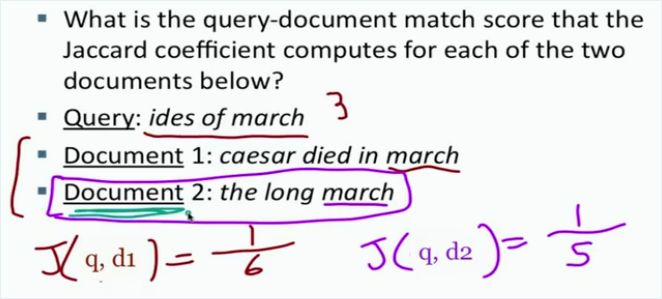 ▪ What is the query-document match score that the
Jaccard coefficient computes for each of the two
documents below?
▪ Query: ides of march 3
▪ Document 1: caesar died in march
▪ Document 2: the long march
J(q, d1) = 1/6 J(q, d2) = 1/5